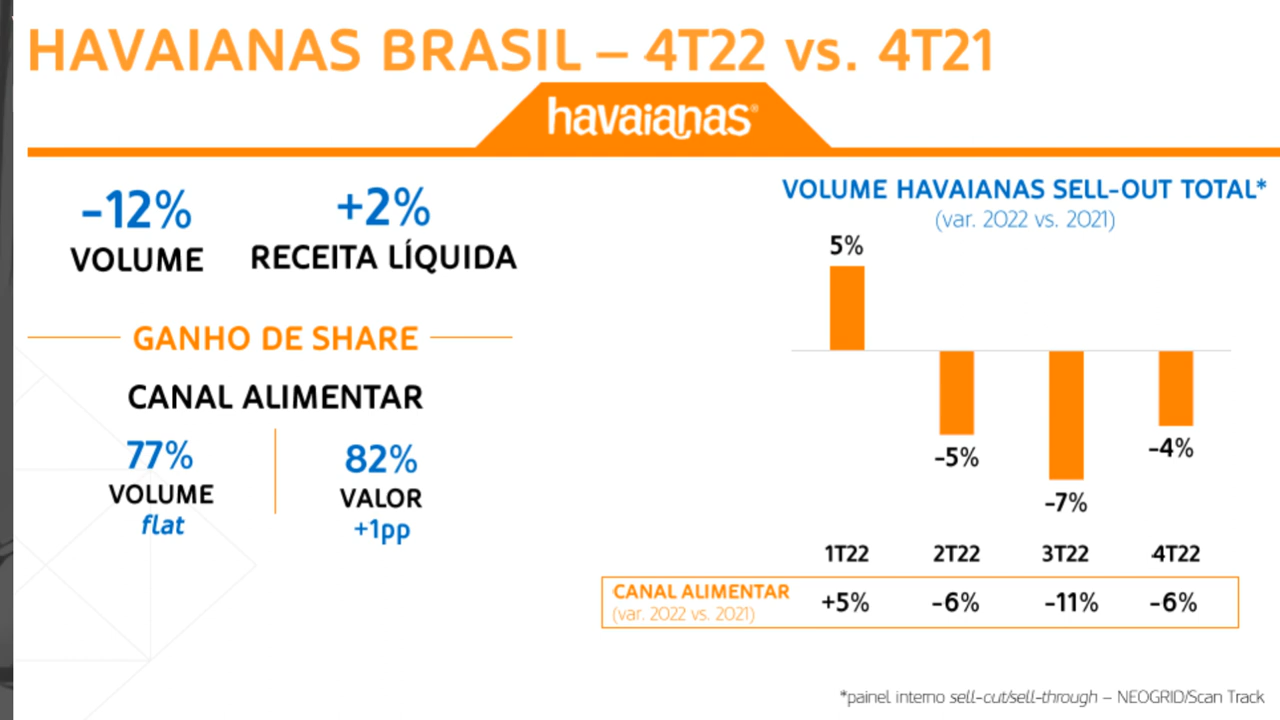 HAVAIANAS BRASIL – 4T22 vs. 4T21
havaianas®
-12%
VOLUME
+2%
RECEITA LÍQUIDA
GANHO DE SHARE
CANAL ALIMENTAR
77%
VOLUME
flat
82%
VALOR
+1pp
VOLUME HAVAIANAS SELL-OUT TOTAL*
(var. 2022 vs. 2021)
5%
-5%
-7%
-4%
1T22 2T22 3T22 4T22
CANAL ALIMENTAR
(var. 2022 vs. 2021)
+5% -6% -11% -6%
*painel interno sell-out/sell-through – NEOGRID/Scan Track